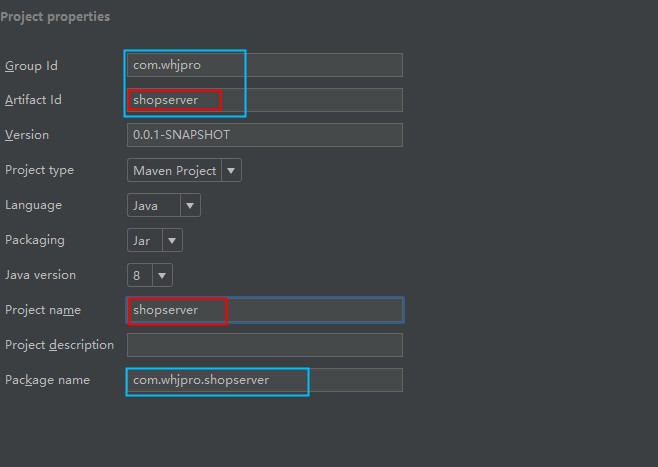 Project properties
Group Id com.whjpro
Artifact Id shopserver
Version 0.0.1-SNAPSHOT
Project type Maven Project
Language Java
Packaging Jar
Java version 8
Project name shopserver
Project description
Package name com.whjpro.shopserver